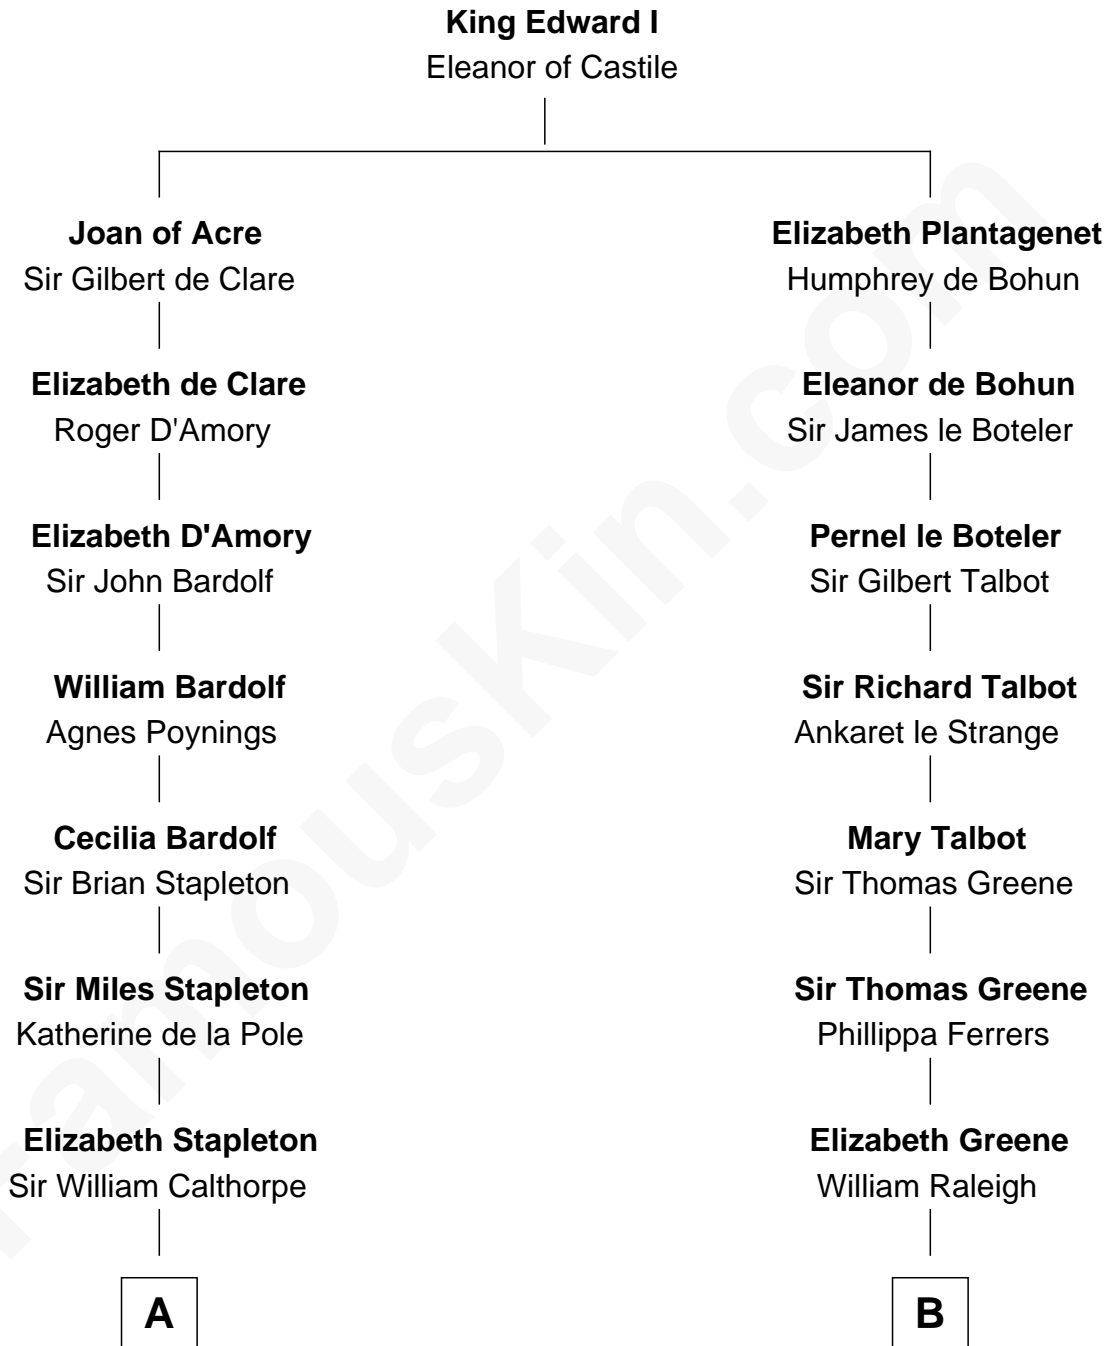 King Edward I
Eleanor of Castile
Joan of Acre
Sir Gilbert de Clare
Elizabeth de Clare
Roger D'Amory
Elizabeth D'Amory
Sir John Bardolf
William Bardolf
Agnes Poynings
Cecilia Bardolf
Sir Brian Stapleton
Sir Miles Stapleton
Katherine de la Pole
Elizabeth Stapleton
Sir William Calthorpe
A
Elizabeth Plantagenet
Humphrey de Bohun
Eleanor de Bohun
Sir James le Boteler
Pernel le Boteler
Sir Gilbert Talbot
Sir Richard Talbot
Ankaret le Strange
Mary Talbot
Sir Thomas Greene
Sir Thomas Greene
Phillippa Ferrers
Elizabeth Greene
William Raleigh
B
FamousKin.com